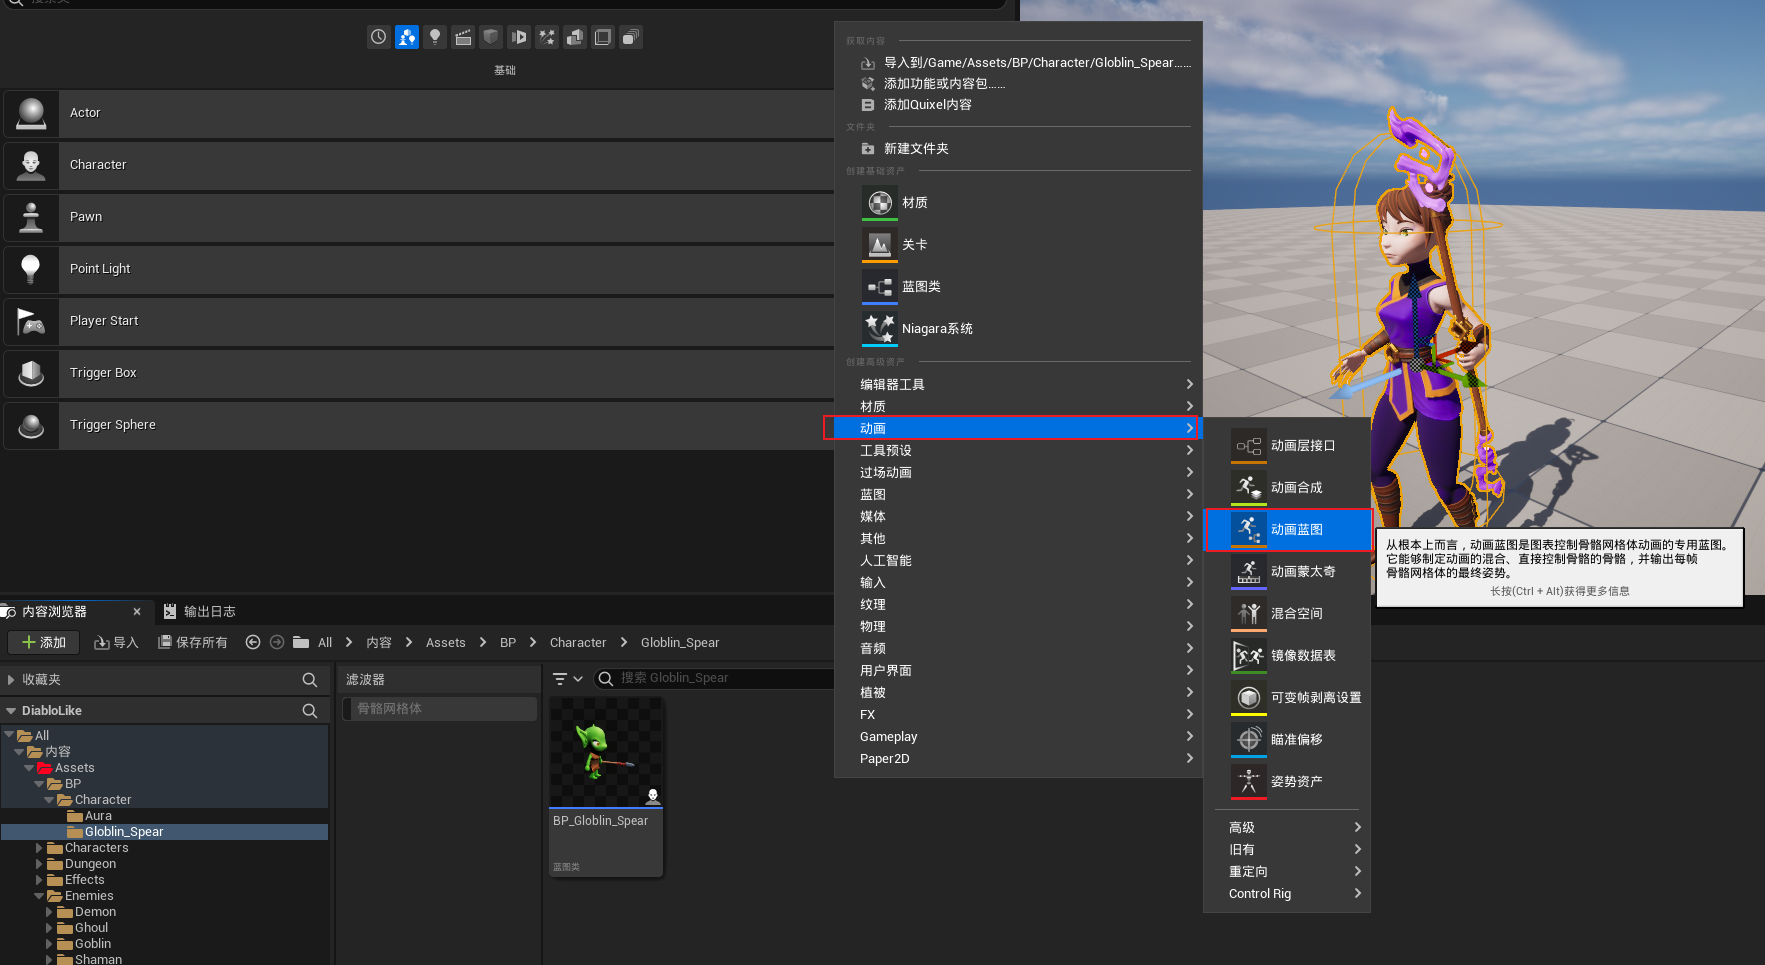 搜索类
基础
Actor
Character
Pawn
Point Light
Player Start
Trigger Box
Trigger Sphere
获取内容
导入到/Game/Assets/BP/Character/Globlin_Spear......
添加功能或内容包......
添加Quixel内容
文件夹
新建文件夹
创建基础资产
材质
关卡
蓝图类
Niagara系统
创建高级资产
编辑器工具
材质
动画
工具预设
过场动画
蓝图
媒体
其他
人工智能
输入
纹理
物理
音频
用户界面
植被
FX
Gameplay
Paper2D
动画层接口
动画合成
动画蓝图
动画蒙太奇
混合空间
镜像数据表
可变帧剥离设置
瞄准偏移
姿势资产
高级
旧有
重定向
Control Rig
从根本上而言，动画蓝图是图表控制骨骼网格体动画的专用蓝图。
它能够制定动画的混合、直接控制骨骼的骨骼，并输出每帧
骨骼网格体的最终姿势。
长按(Ctrl + Alt)获得更多信息
内容浏览器
输出日志
添加 导入 保存所有 All 内容 Assets BP Character Globlin_Spear
收藏夹
DiabloLike
All
内容
Assets
BP
Character
Aura
Globlin_Spear
Characters
Dungeon
Effects
Enemies
Demon
Ghoul
Goblin
Shaman
滤波器
骨骼网格体
搜索 Globlin_Spear
BP_Globlin_Spear
蓝图类